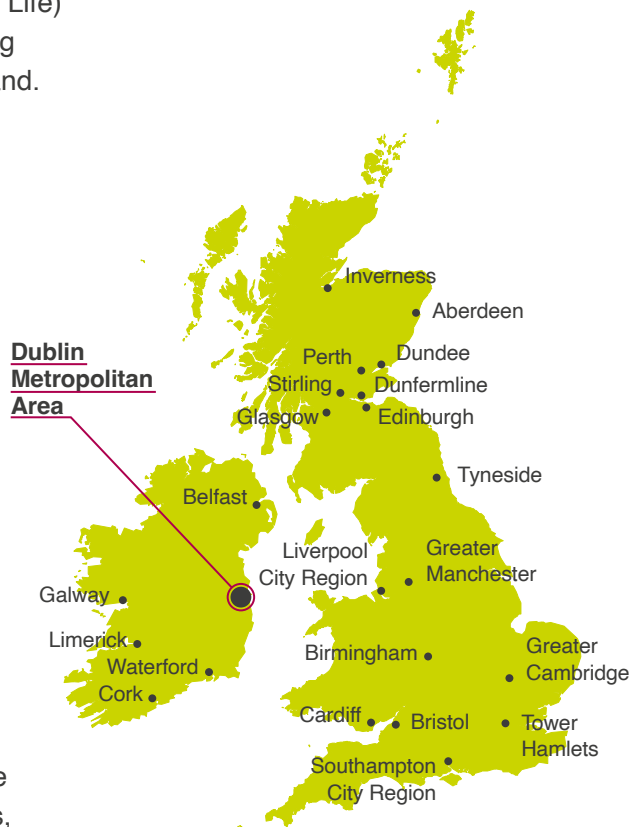 Life)
g
and.
Inverness
Aberdeen
Dublin
Metropolitan
Area
Perth
Dundee
Stirling
Dunfermline
Glasgow
Edinburgh
Tyneside
Belfast
Liverpool
City Region
Greater
Manchester
Galway
Limerick
Birmingham
Greater
Cambridge
Waterford
Cork
Cardiff
Bristol
Tower
Hamlets
Southampton
City Region
e
s,